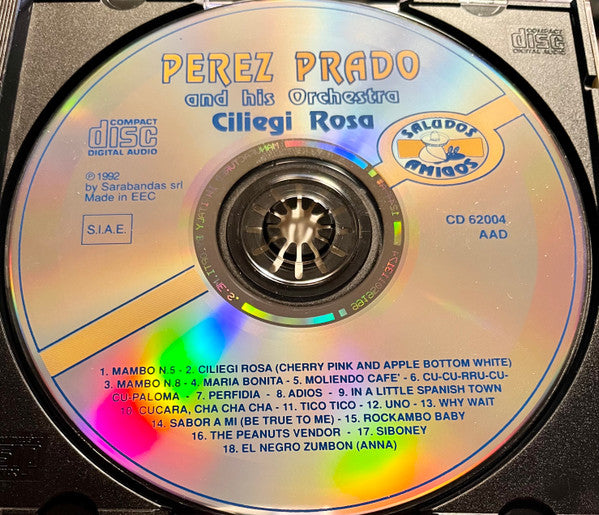 PEREZ PRADO
and his Orchestra
Ciliegi Rosa
COMPACT
disc
DIGITAL AUDIO
SALUDOS
AMIGOS
℗ 1992
by Sarabandas srl
Made in EEC
S.I.A.E.
CD 62004
AAD
1. MAMBO N.5 - 2. CILIEGI ROSA (CHERRY PINK AND APPLE BOTTOM WHITE)
3. MAMBO N.8 - 4. MARIA BONITA - 5. MOLIENDO CAFE' - 6. CU-CU-RRU-CU-
CU-PALOMA - 7. PERFIDIA - 8. ADIOS - 9. IN A LITTLE SPANISH TOWN
10. CUCARA, CHA CHA CHA - 11. TICO TICO - 12. UNO - 13. WHY WAIT
14. SABOR A MI (BE TRUE TO ME) - 15. ROCKAMBO BABY
16. THE PEANUTS VENDOR - 17. SIBONEY
18. EL NEGRO ZUMBON (ANNA)
COMPACT
disc
DIGITAL AUDIO